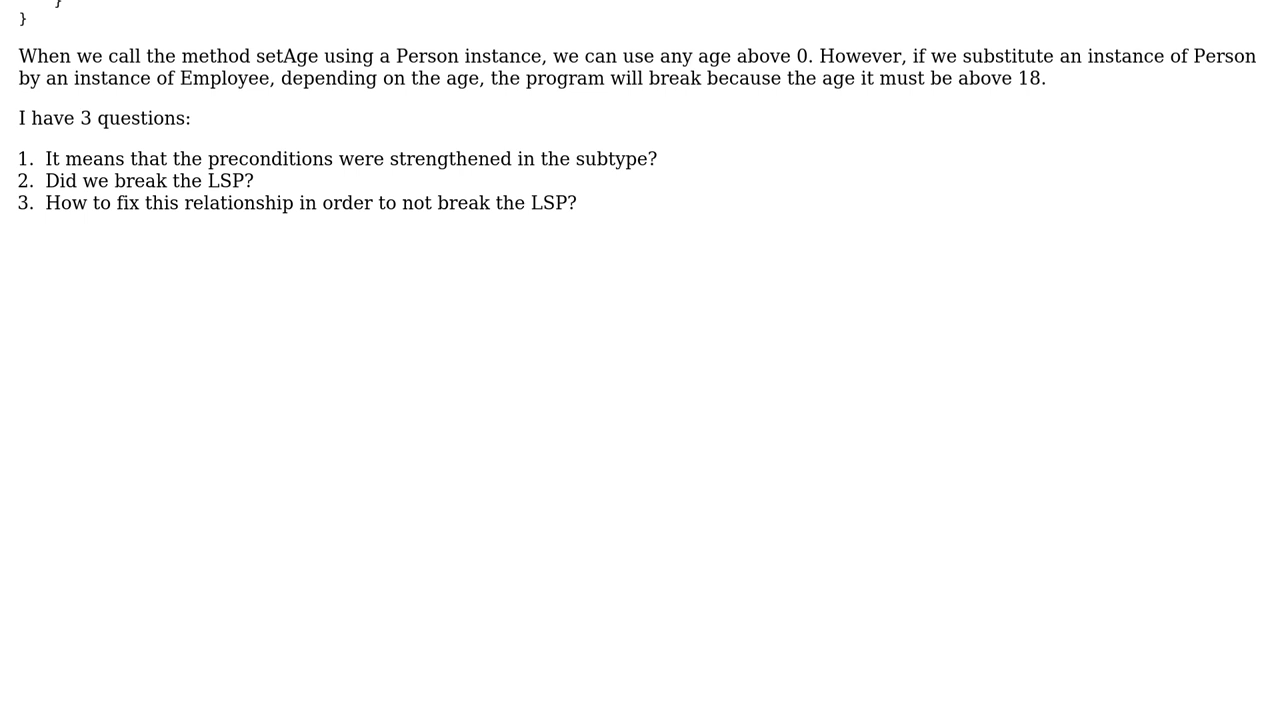 }
}
When we call the method setAge using a Person instance, we can use any age above 0. However, if we substitute an instance of Person
by an instance of Employee, depending on the age, the program will break because the age it must be above 18.
I have 3 questions:
1. It means that the preconditions were strengthened in the subtype?
2. Did we break the LSP?
3. How to fix this relationship in order to not break the LSP?